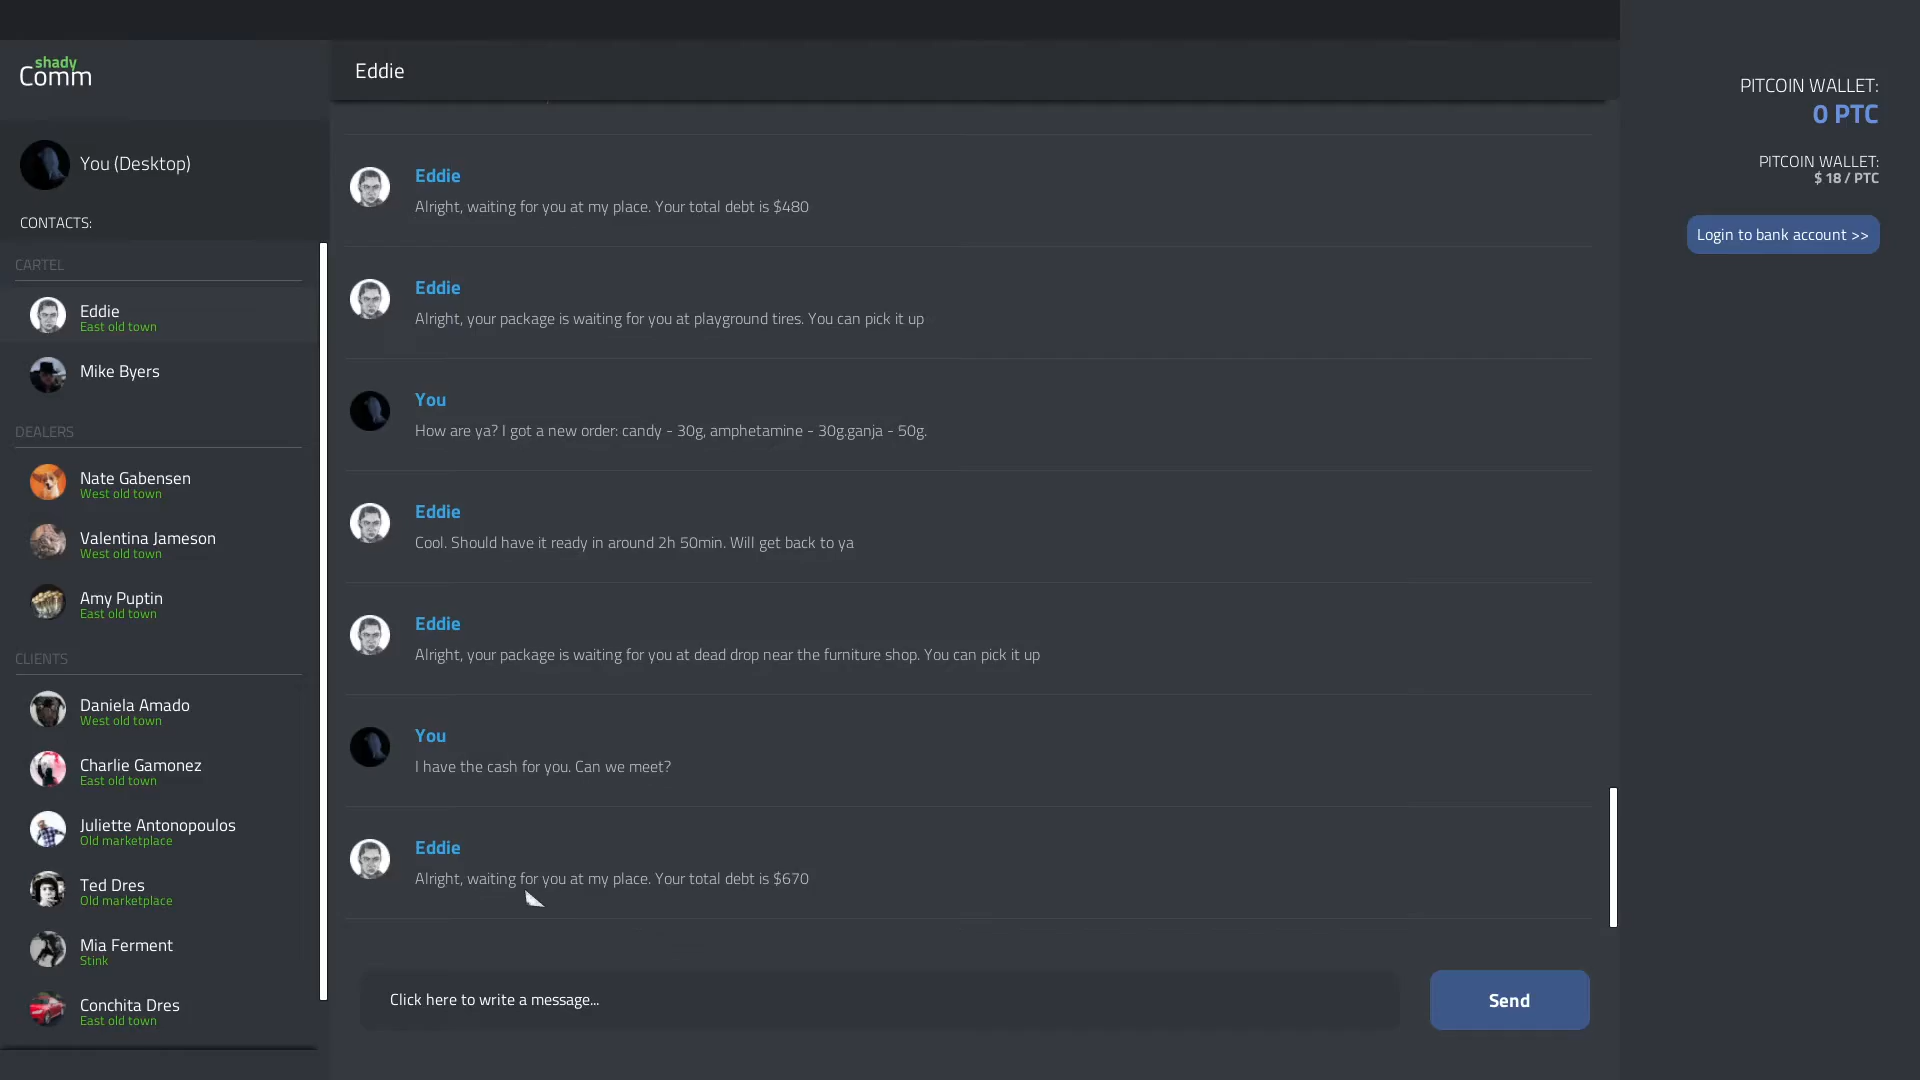 shady
Comm
You (Desktop)
CONTACTS:
CARTEL
Eddie
East old town
Mike Byers
DEALERS
Nate Gabensen
West old town
Valentina Jameson
West old town
Amy Puptin
East old town
CLIENTS
Daniela Amado
West old town
Charlie Gamonez
East old town
Juliette Antonopoulos
Old marketplace
Ted Dres
Old marketplace
Mia Ferment
Stink
Conchita Dres
East old town
Eddie
Eddie
Alright, waiting for you at my place. Your total debt is $480
Eddie
Alright, your package is waiting for you at playground tires. You can pick it up
You
How are ya? I got a new order: candy - 30g, amphetamine - 30g.ganja - 50g.
Eddie
Cool. Should have it ready in around 2h 50min. Will get back to ya
Eddie
Alright, your package is waiting for you at dead drop near the furniture shop. You can pick it up
You
I have the cash for you. Can we meet?
Eddie
Alright, waiting for you at my place. Your total debt is $670
Click here to write a message...
Send
PITCOIN WALLET:
0 PTC
PITCOIN WALLET:
$ 18 / PTC
Login to bank account >>